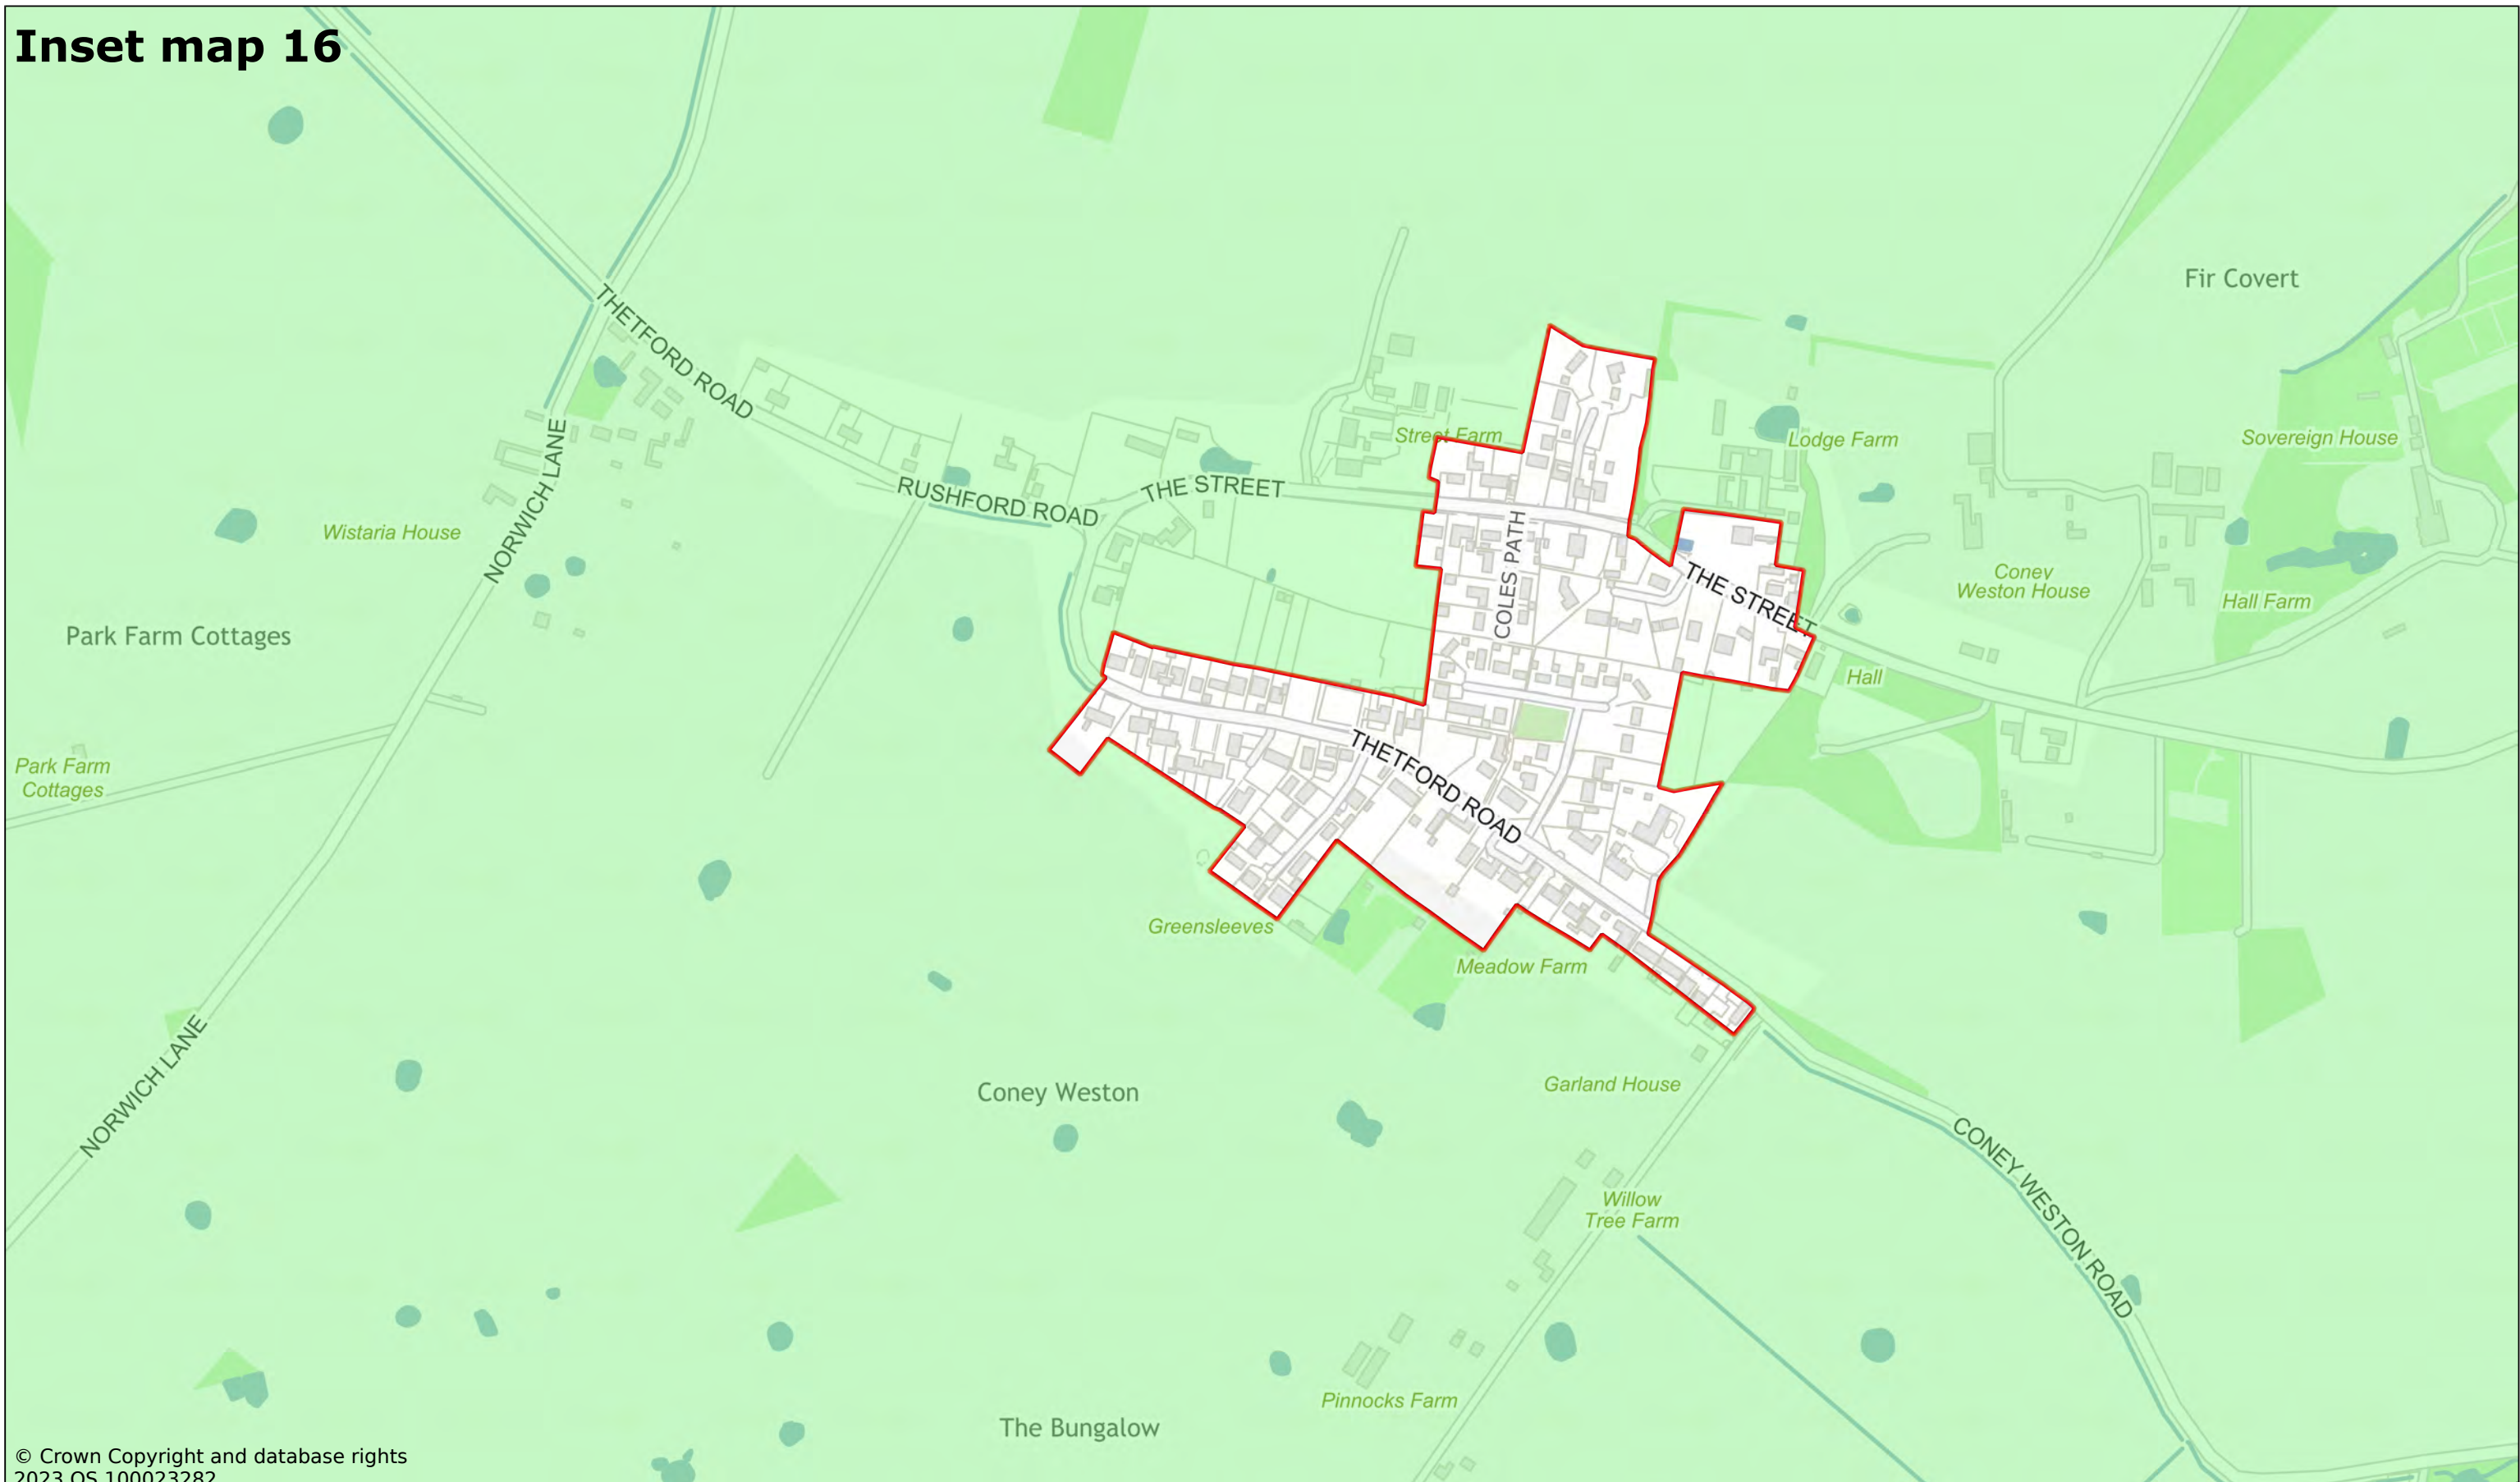 Inset map 16
Fir Covert
THETFORD ROAD
Street Farm
Lodge Farm
Sovereign House
NORWICH LANE
RUSHFORD ROAD
THE STREET
Wistaria House
COLES PATH
THE STREET
Coney
Weston House
Hall Farm
Park Farm Cottages
Hall
Park Farm
Cottages
THETFORD ROAD
Greensleeves
Meadow Farm
NORWICH LANE
Coney Weston
Garland House
CONEY WESTON ROAD
Willow
Tree Farm
Pinnocks Farm
The Bungalow
© Crown Copyright and database rights
2023 OS 100023282